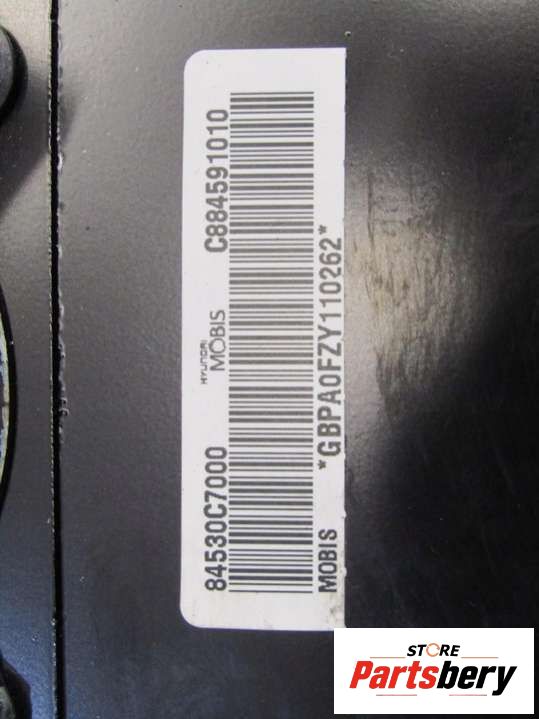 84530C7000 HYUNDAI MOBIS C884591010
MOBIS *GBPA0FZY110262*
STORE
Partsbery